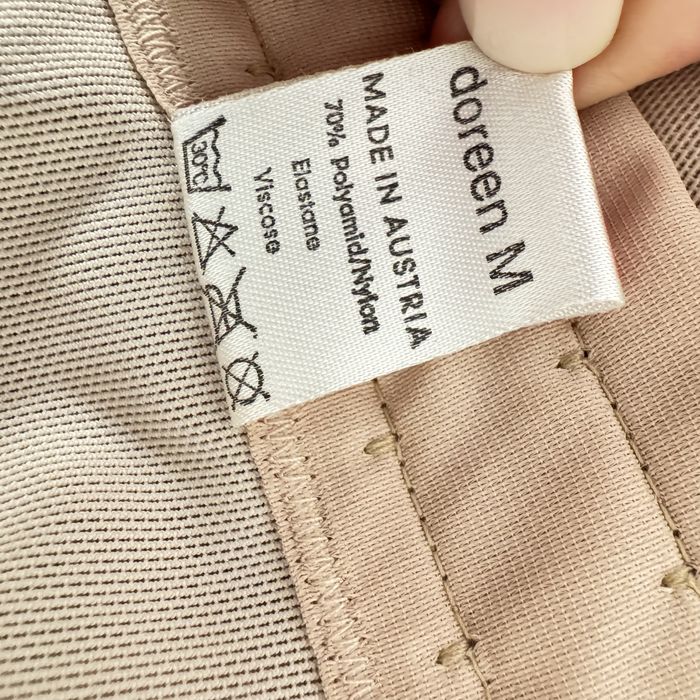 doreen M
MADE IN AUSTRIA
70% Polyamid/Nylon
Elastane
Viscose
30°C